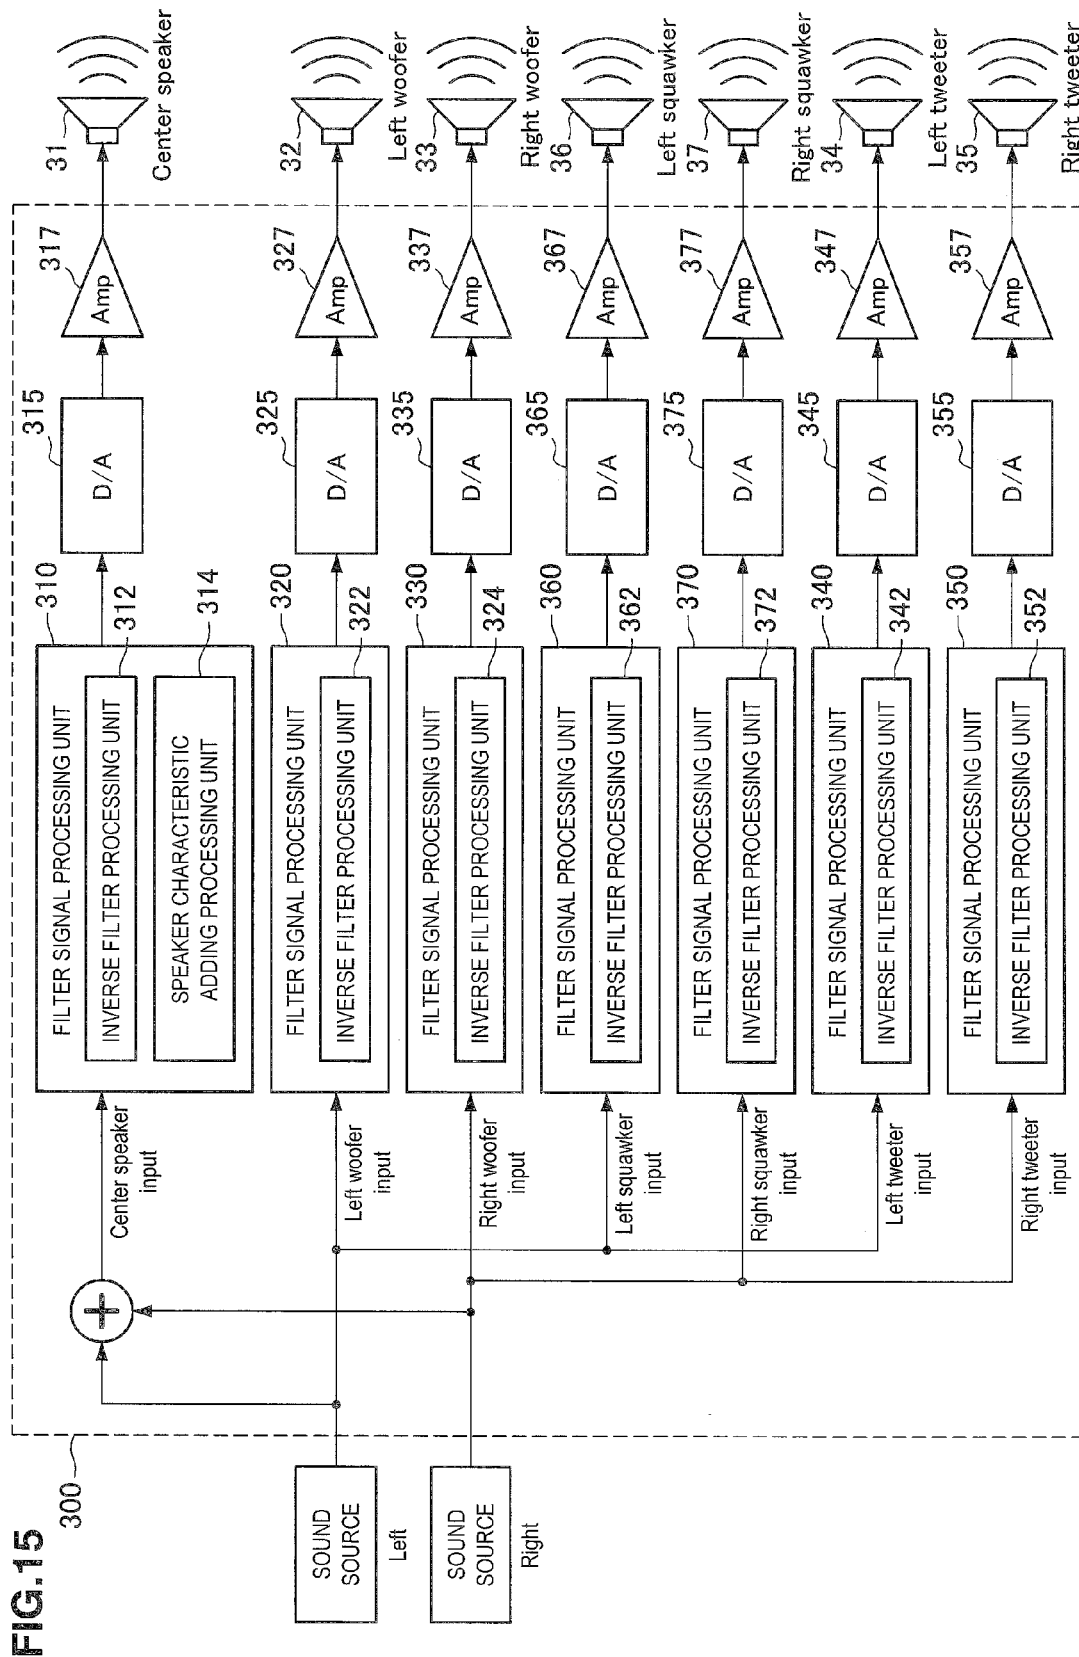 FIG.15
300
SOUND
SOURCE
Left
SOUND
SOURCE
Right
+
Center speaker
input
310
FILTER SIGNAL PROCESSING UNIT
312
INVERSE FILTER PROCESSING UNIT
314
SPEAKER CHARACTERISTIC
ADDING PROCESSING UNIT
315
D/A
317
Amp
31
Center speaker
Left woofer
input
320
FILTER SIGNAL PROCESSING UNIT
322
INVERSE FILTER PROCESSING UNIT
325
D/A
327
Amp
32
Left woofer
Right woofer
input
330
FILTER SIGNAL PROCESSING UNIT
324
INVERSE FILTER PROCESSING UNIT
335
D/A
337
Amp
33
Right woofer
Left squawker
input
360
FILTER SIGNAL PROCESSING UNIT
362
INVERSE FILTER PROCESSING UNIT
365
D/A
367
Amp
36
Left squawker
Right squawker
input
370
FILTER SIGNAL PROCESSING UNIT
372
INVERSE FILTER PROCESSING UNIT
375
D/A
377
Amp
37
Right squawker
Left tweeter
input
340
FILTER SIGNAL PROCESSING UNIT
342
INVERSE FILTER PROCESSING UNIT
345
D/A
347
Amp
34
Left tweeter
Right tweeter
input
350
FILTER SIGNAL PROCESSING UNIT
352
INVERSE FILTER PROCESSING UNIT
355
D/A
357
Amp
35
Right tweeter